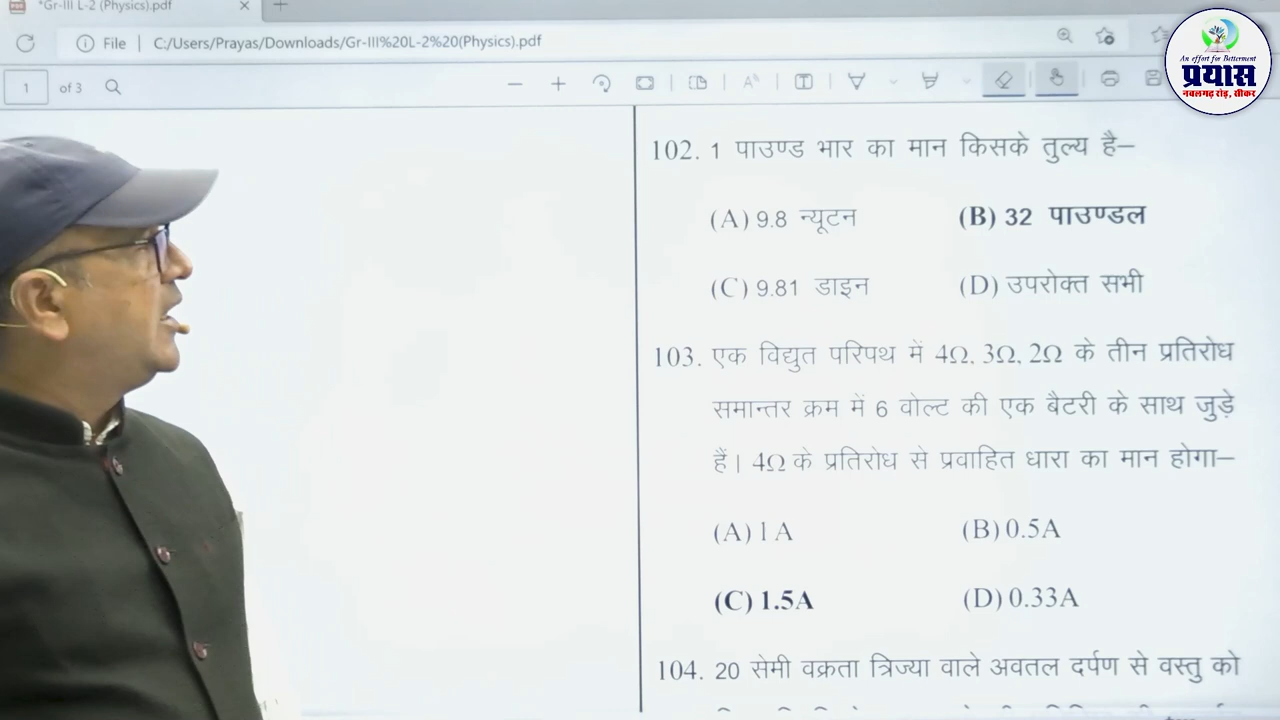 *Gr-III L-2 (Physics).pdf
File | C:/Users/Prayas/Downloads/Gr-III%20L-2%20(Physics).pdf
1 of 3
An effort for Betterment
प्रयास
नवलगढ़ रोड़, सीकर
102. 1 पाउण्ड भार का मान किसके तुल्य है–
(A) 9.8 न्यूटन (B) 32 पाउण्डल
(C) 9.81 डाइन (D) उपरोक्त सभी
103. एक विद्युत परिपथ में 4Ω, 3Ω, 2Ω के तीन प्रतिरोध
समान्तर क्रम में 6 वोल्ट की एक बैटरी के साथ जुड़े
हैं। 4Ω के प्रतिरोध से प्रवाहित धारा का मान होगा–
(A) 1 A (B) 0.5A
(C) 1.5A (D) 0.33A
104. 20 सेमी वक्रता त्रिज्या वाले अवतल दर्पण से वस्तु को